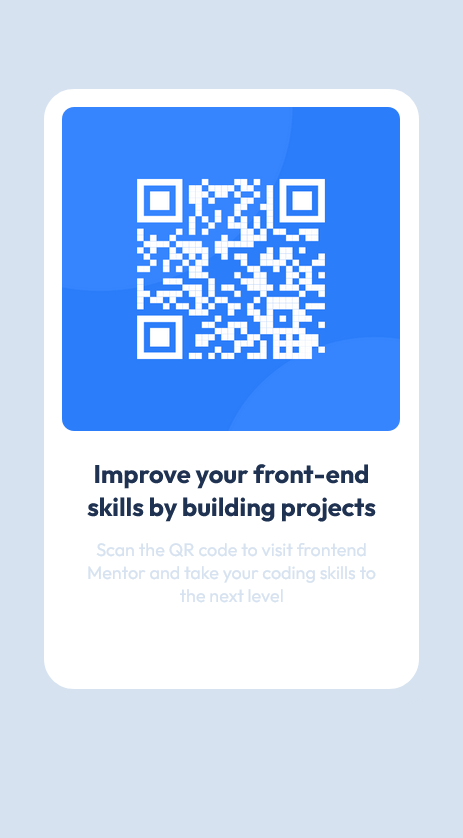 Improve your front-end
skills by building projects
Scan the QR code to visit frontend
Mentor and take your coding skills to
the next level